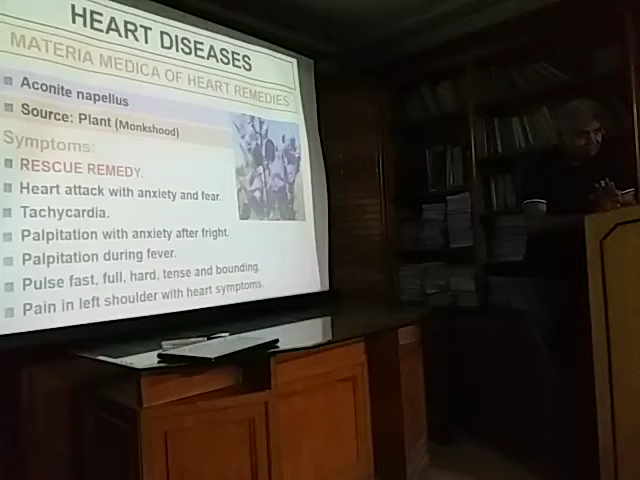 HEART DISEASES
MATERIA MEDICA OF HEART REMEDIES
Aconite napellus
Source: Plant (Monkshood)
Symptoms:
RESCUE REMEDY.
Heart attack with anxiety and fear.
Tachycardia.
Palpitation with anxiety after fright.
Palpitation during fever.
Pulse fast, full, hard, tense and bounding.
Pain in left shoulder with heart symptoms.